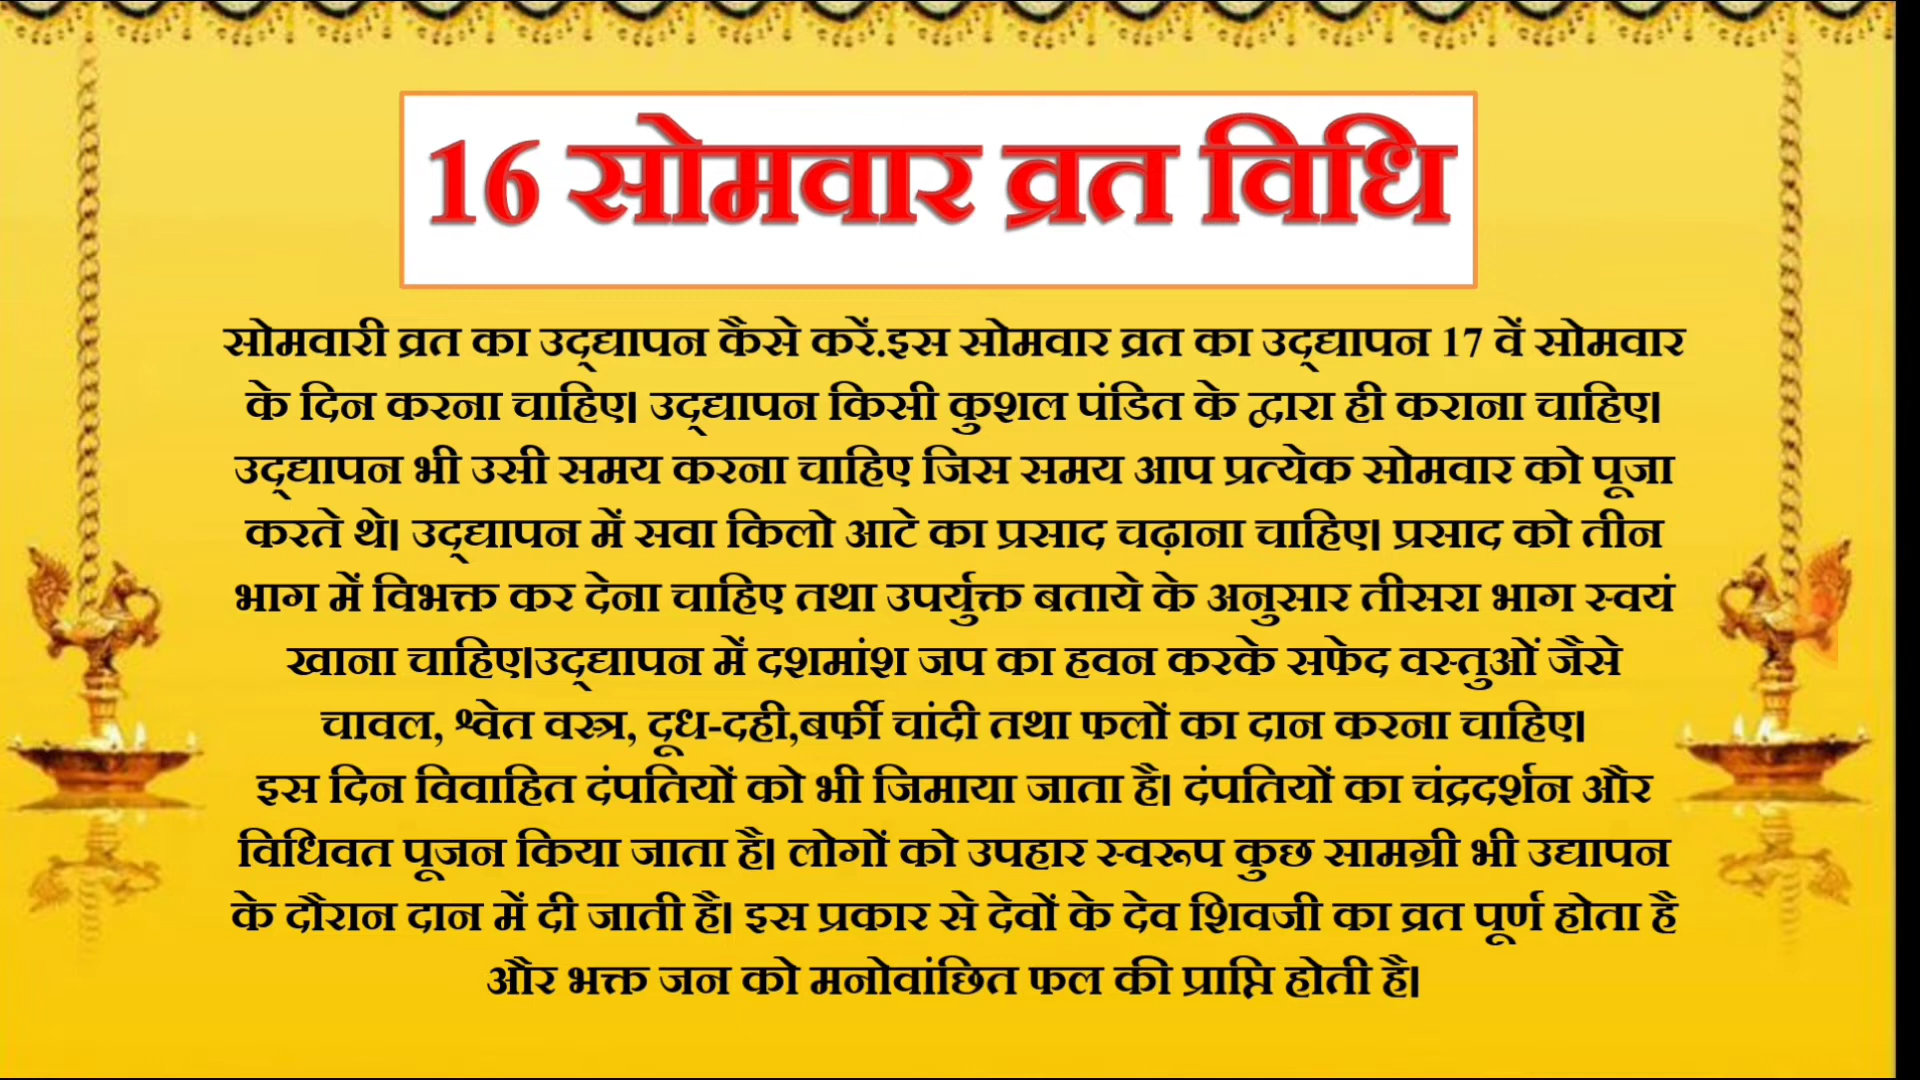 16 सोमवार व्रत विधि
सोमवारी व्रत का उद्द्यापन कैसे करें.इस सोमवार व्रत का उद्द्यापन 17 वें सोमवार
के दिन करना चाहिए। उद्द्यापन किसी कुशल पंडित के द्वारा ही कराना चाहिए।
उद्द्यापन भी उसी समय करना चाहिए जिस समय आप प्रत्येक सोमवार को पूजा
करते थे। उद्द्यापन में सवा किलो आटे का प्रसाद चढ़ाना चाहिए। प्रसाद को तीन
भाग में विभक्त कर देना चाहिए तथा उपर्युक्त बताये के अनुसार तीसरा भाग स्वयं
खाना चाहिए।उद्द्यापन में दशमांश जप का हवन करके सफेद वस्तुओं जैसे
चावल, श्वेत वस्त्र, दूध-दही,बर्फी चांदी तथा फलों का दान करना चाहिए।
इस दिन विवाहित दंपतियों को भी जिमाया जाता है। दंपतियों का चंद्रदर्शन और
विधिवत पूजन किया जाता है। लोगों को उपहार स्वरूप कुछ सामग्री भी उद्यापन
के दौरान दान में दी जाती है। इस प्रकार से देवों के देव शिवजी का व्रत पूर्ण होता है
और भक्त जन को मनोवांछित फल की प्राप्ति होती है।